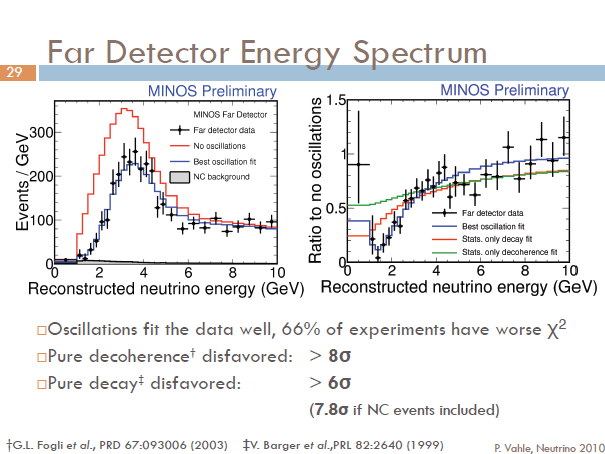 Far Detector Energy Spectrum
29
MINOS Preliminary
MINOS Far Detector
Far detector data
No oscillations
Best oscillation fit
NC background
Events / GeV
300
200
100
0
0 2 4 6 8 10
Reconstructed neutrino energy (GeV)
MINOS Preliminary
Ratio to no oscillations
1.5
1
0.5
0
Far detector data
Best oscillation fit
Stats. only decay fit
Stats. only decoherence fit
0 2 4 6 8 10
Reconstructed neutrino energy (GeV)
□Oscillations fit the data well, 66% of experiments have worse χ²
□Pure decoherence† disfavored: > 8σ
□Pure decay‡ disfavored: > 6σ
(7.8σ if NC events included)
†G.L. Fogli et al., PRD 67:093006 (2003) ‡V. Barger et al.,PRL 82:2640 (1999)
P. Vahle, Neutrino 2010